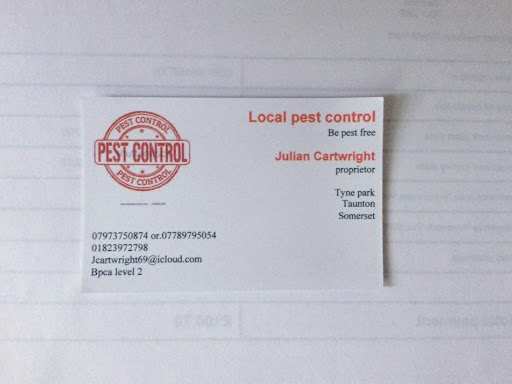 PEST CONTROL
PEST CONTROL
PEST CONTROL
Local pest control
Be pest free
Julian Cartwright
proprietor
Tyne park
Taunton
Somerset
07973750874 or.07789795054
01823972798
Jcartwright69@icloud.com
Bpca level 2